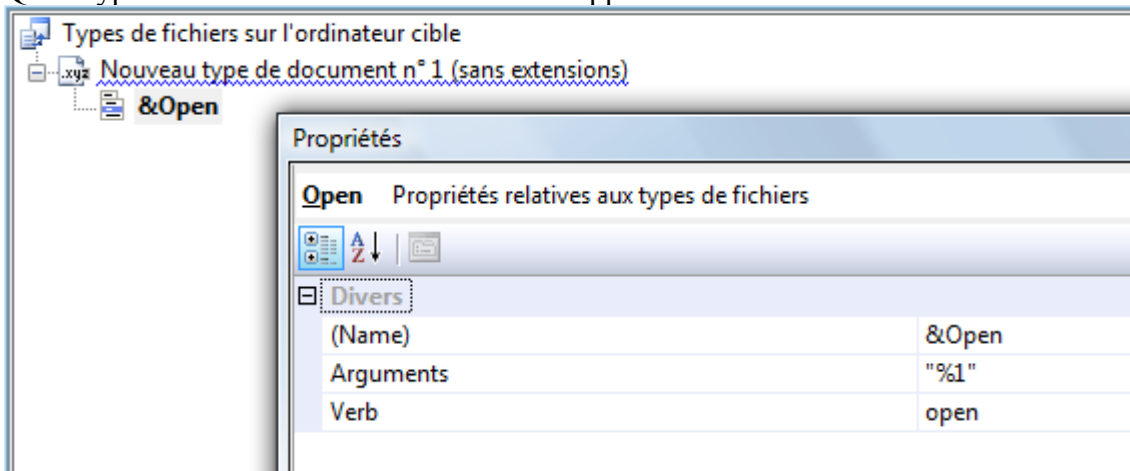 Types de fichiers sur l'ordinateur cible
.xyz Nouveau type de document n° 1 (sans extensions)
&Open
Propriétés
Open Propriétés relatives aux types de fichiers
Divers
(Name) &Open
Arguments "%1"
Verb open